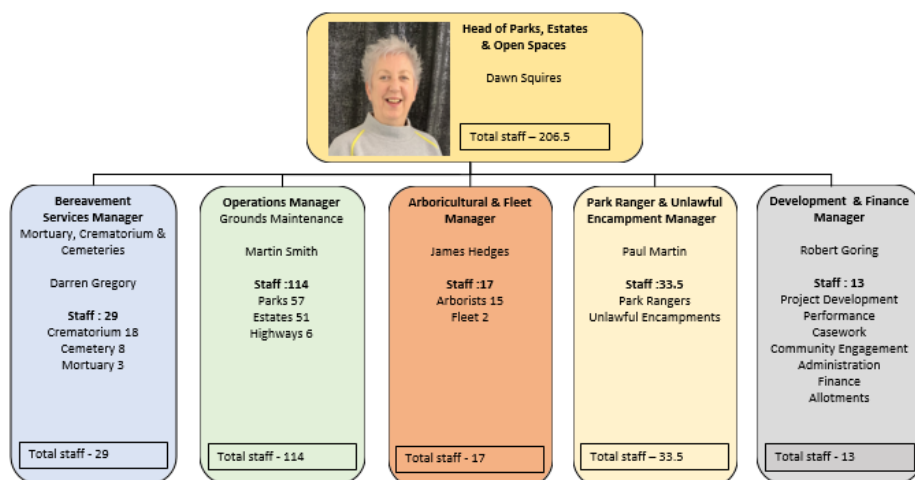 Head of Parks, Estates
& Open Spaces
Dawn Squires
Total staff – 206.5
Bereavement
Services Manager
Mortuary, Crematorium &
Cemeteries
Darren Gregory
Staff : 29
Crematorium 18
Cemetery 8
Mortuary 3
Total staff - 29
Operations Manager
Grounds Maintenance
Martin Smith
Staff :114
Parks 57
Estates 51
Highways 6
Total staff - 114
Arboricultural & Fleet
Manager
James Hedges
Staff :17
Arborists 15
Fleet 2
Total staff - 17
Park Ranger & Unlawful
Encampment Manager
Paul Martin
Staff :33.5
Park Rangers
Unlawful Encampments
Total staff – 33.5
Development & Finance
Manager
Robert Goring
Staff : 13
Project Development
Performance
Casework
Community Engagement
Administration
Finance
Allotments
Total staff - 13